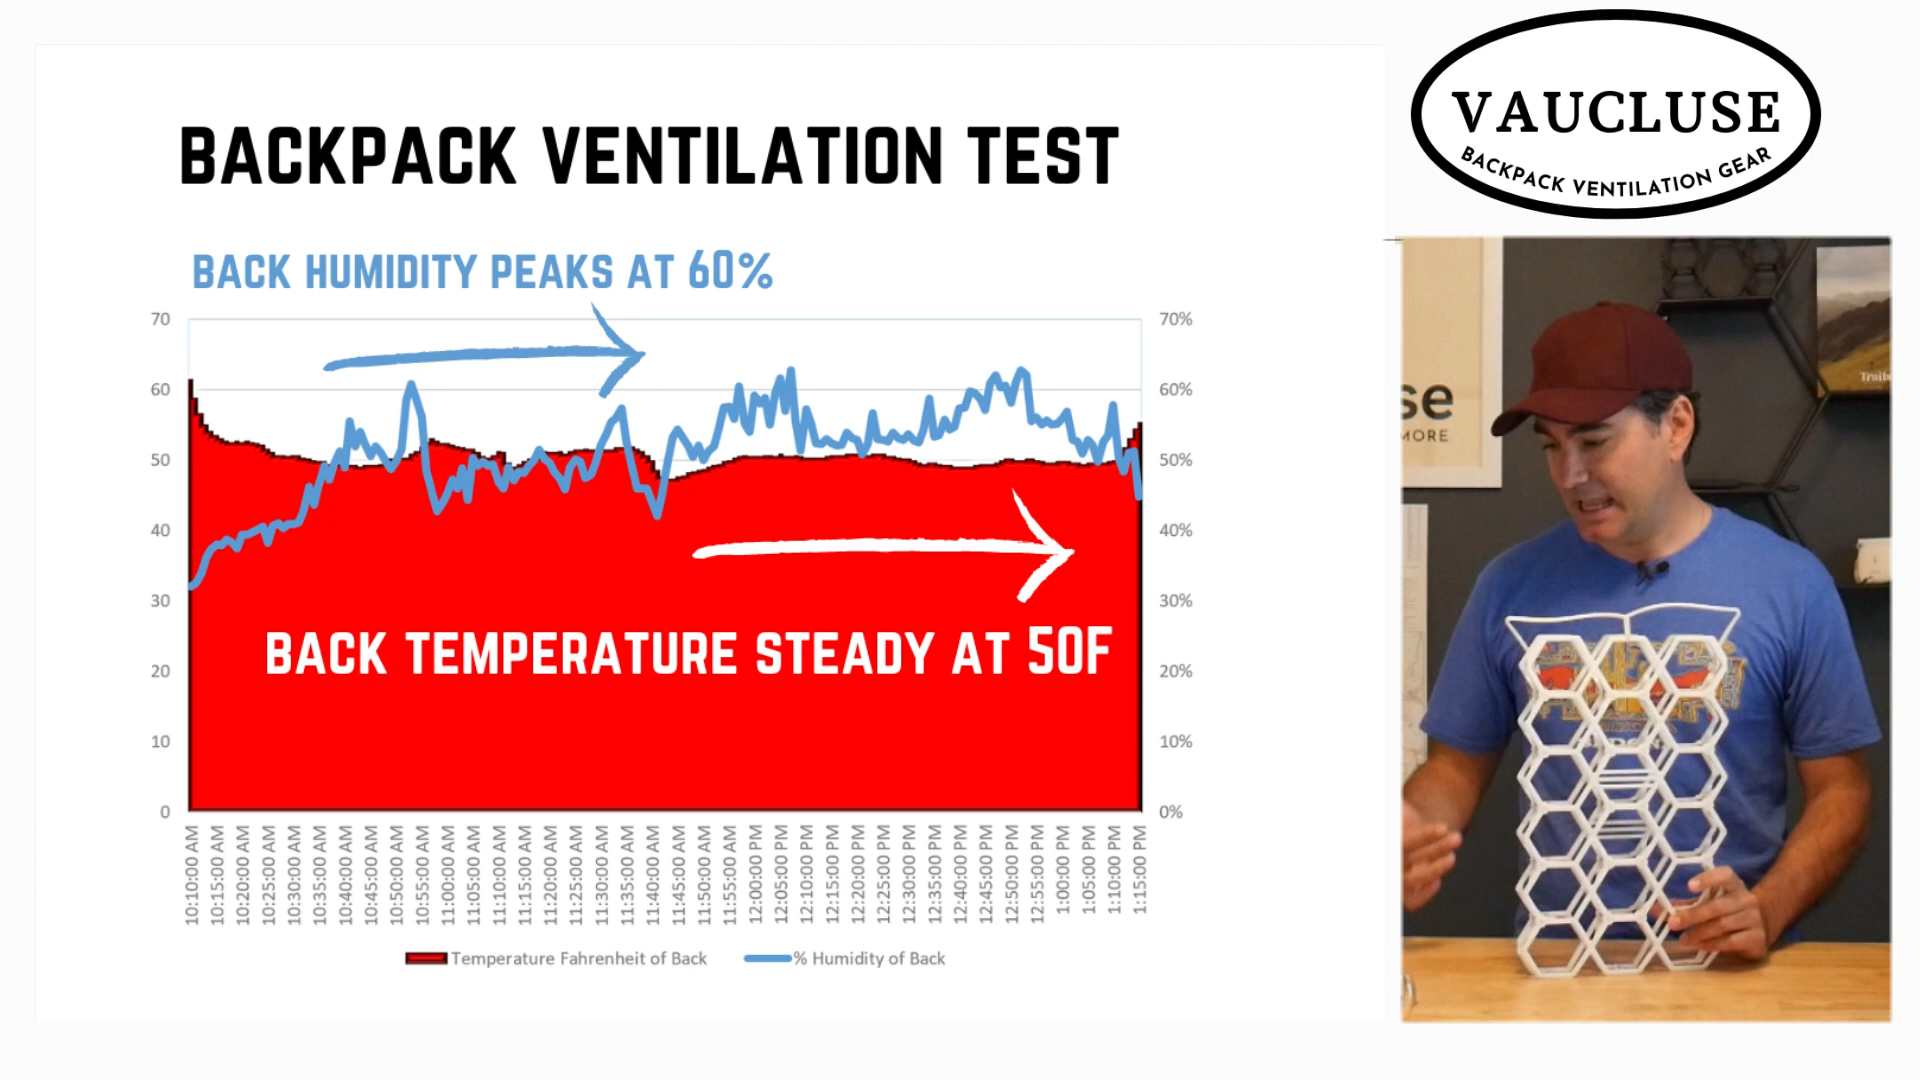 BACKPACK VENTILATION TEST
VAUCLUSE
BACKPACK VENTILATION GEAR
BACK HUMIDITY PEAKS AT 60%
70
60
50
40
30
20
10
0
70%
60%
50%
40%
30%
20%
10%
0%
BACK TEMPERATURE STEADY AT 50F
10:10:00 AM
10:15:00 AM
10:20:00 AM
10:25:00 AM
10:30:00 AM
10:35:00 AM
10:40:00 AM
10:45:00 AM
10:50:00 AM
10:55:00 AM
11:00:00 AM
11:05:00 AM
11:10:00 AM
11:15:00 AM
11:20:00 AM
11:25:00 AM
11:30:00 AM
11:35:00 AM
11:40:00 AM
11:45:00 AM
11:50:00 AM
11:55:00 AM
12:00:00 PM
12:05:00 PM
12:10:00 PM
12:15:00 PM
12:20:00 PM
12:25:00 PM
12:30:00 PM
12:35:00 PM
12:40:00 PM
12:45:00 PM
12:50:00 PM
12:55:00 PM
1:00:00 PM
1:05:00 PM
1:10:00 PM
1:15:00 PM
Temperature Fahrenheit of Back
% Humidity of Back
se
MORE